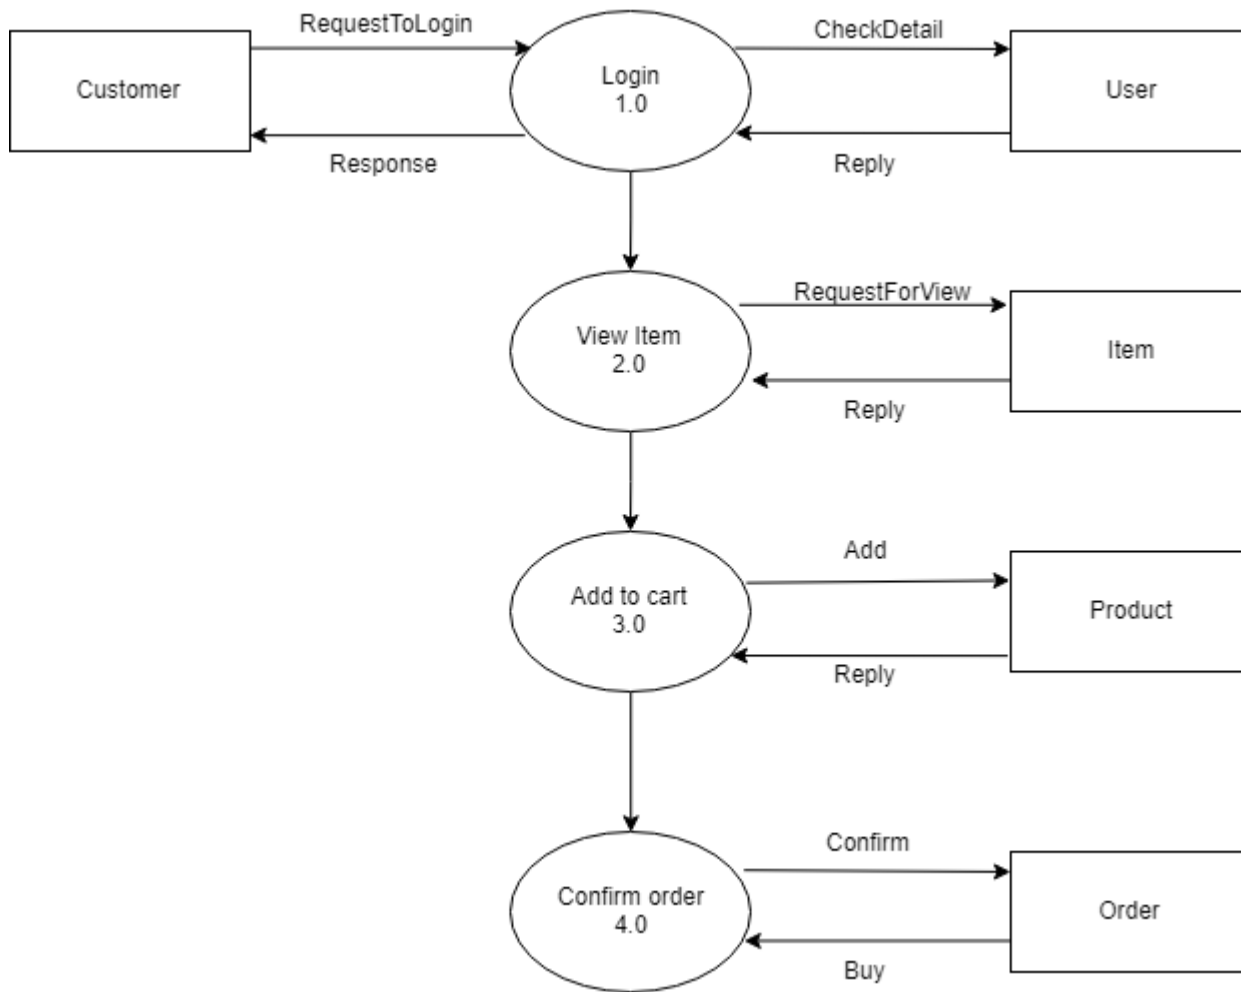 RequestToLogin
CheckDetail
Customer
Login
1.0
User
Response
Reply
RequestForView
View Item
2.0
Item
Reply
Add
Add to cart
3.0
Product
Reply
Confirm
Confirm order
4.0
Order
Buy